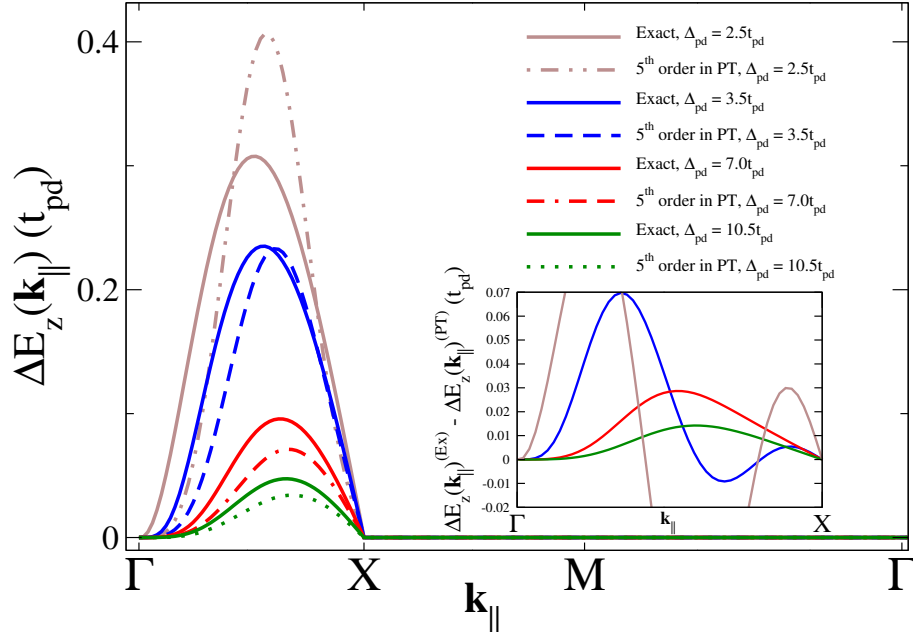 0.4
0.2
0
ΔE_z(k_∥) (t_pd)
Γ
X
M
Γ
k_∥
Exact, Δ_pd = 2.5t_pd
5^th order in PT, Δ_pd = 2.5t_pd
Exact, Δ_pd = 3.5t_pd
5^th order in PT, Δ_pd = 3.5t_pd
Exact, Δ_pd = 7.0t_pd
5^th order in PT, Δ_pd = 7.0t_pd
Exact, Δ_pd = 10.5t_pd
5^th order in PT, Δ_pd = 10.5t_pd
ΔE_z(k_∥)^(Ex) - ΔE_z(k_∥)^(PT) (t_pd)
0.07
0.06
0.05
0.04
0.03
0.02
0.01
0
-0.01
-0.02
Γ
k_∥
X